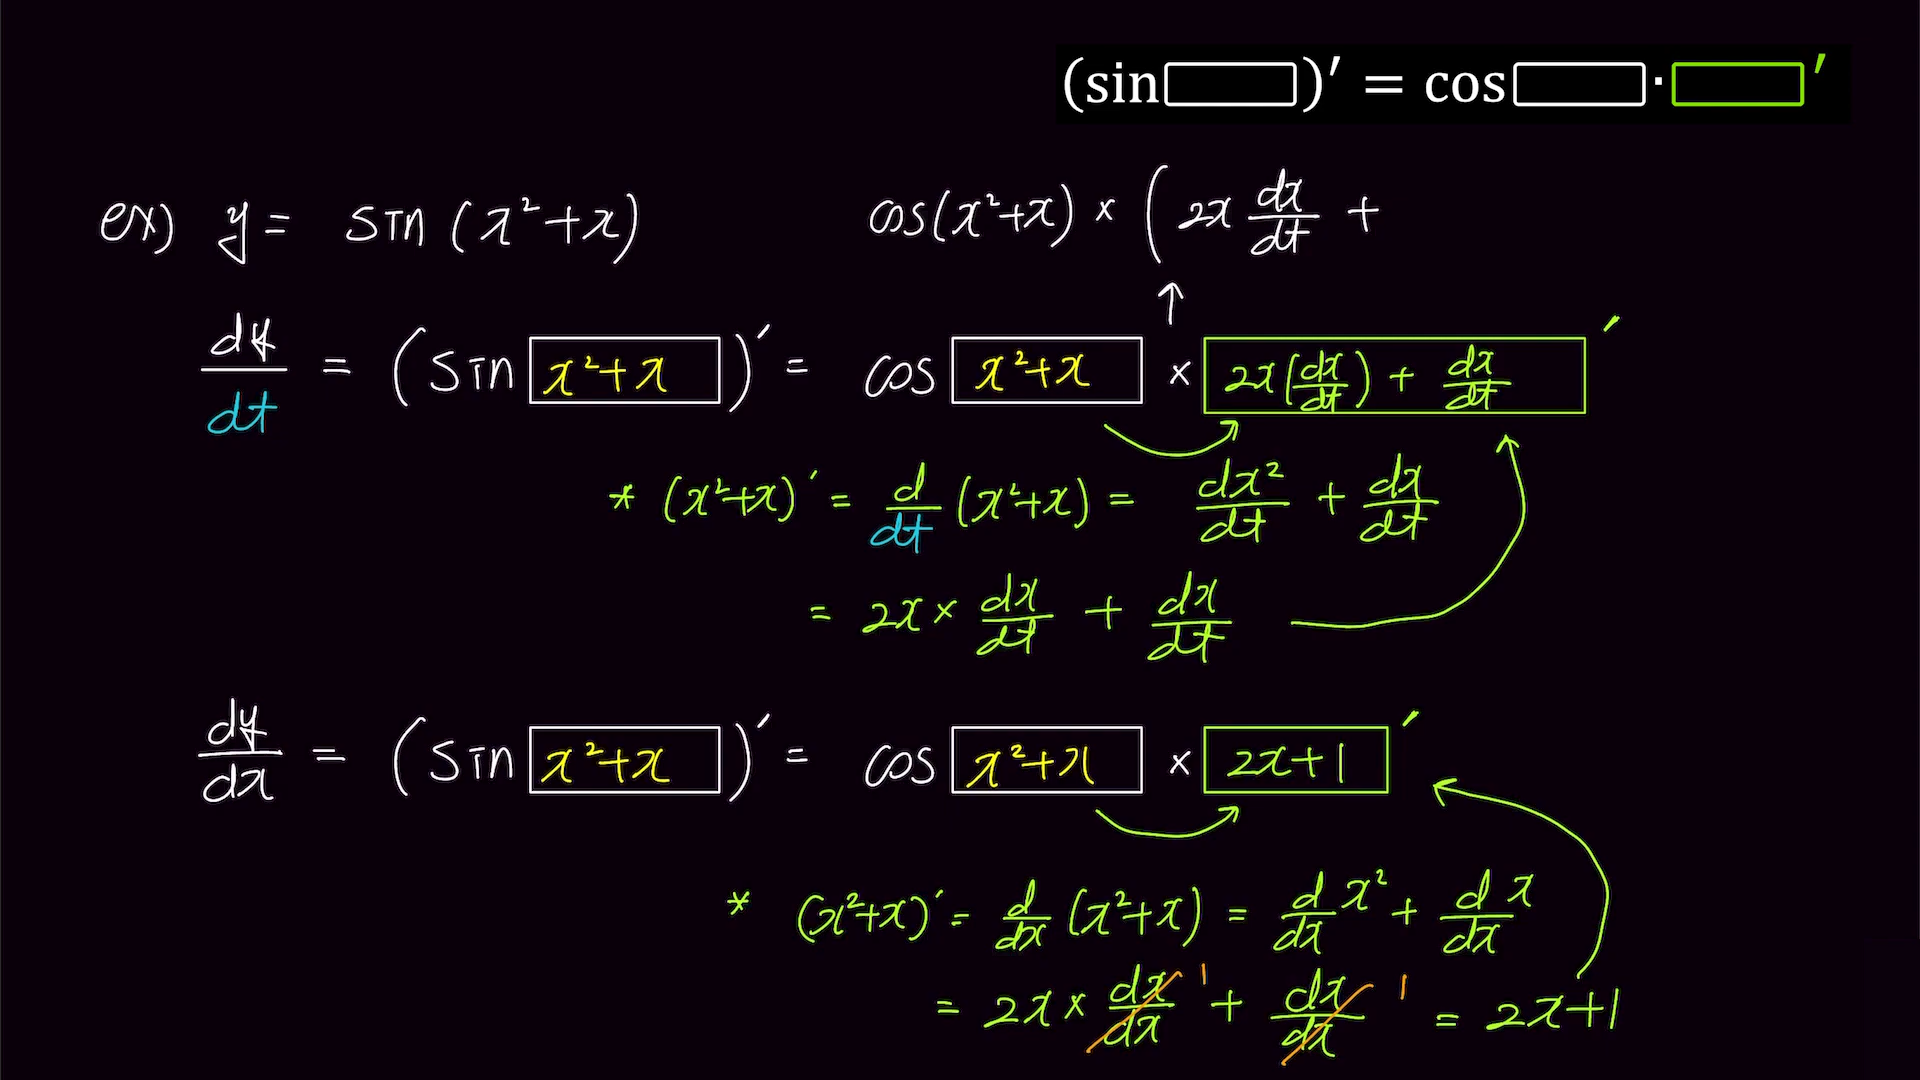 (sin□)′ = cos□·□′
ex) y = sin(x²+x)
cos(x²+x) × (2x dx/dt +
↑
dy/dt = (sin x²+x)′ = cos x²+x × 2x(dx/dt) + dx/dt ′
* (x²+x)′ = d/dt (x²+x) = dx²/dt + dx/dt
= 2x × dx/dt + dx/dt
dy/dx = (sin x²+x)′ = cos x²+x × 2x+1 ′
* (x²+x)′ = d/dx (x²+x) = d/dx x² + d/dx x
= 2x × dx/dx 1 + dx/dx 1 = 2x+1